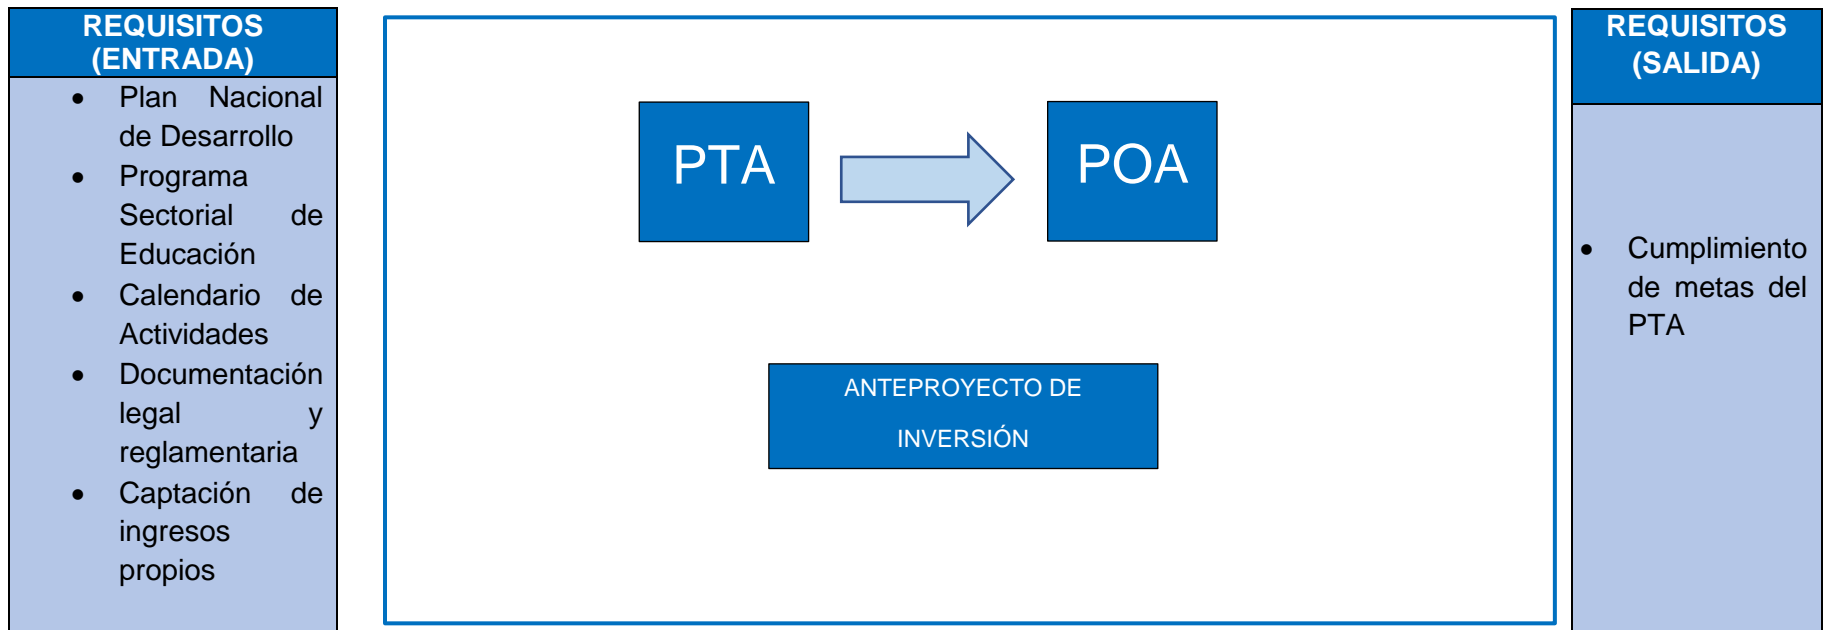 REQUISITOS
(ENTRADA)
• Plan Nacional
de Desarrollo
• Programa
Sectorial de
Educación
• Calendario de
Actividades
• Documentación
legal y
reglamentaria
• Captación de
ingresos
propios
PTA
POA
ANTEPROYECTO DE
INVERSIÓN
REQUISITOS
(SALIDA)
• Cumplimiento
de metas del
PTA